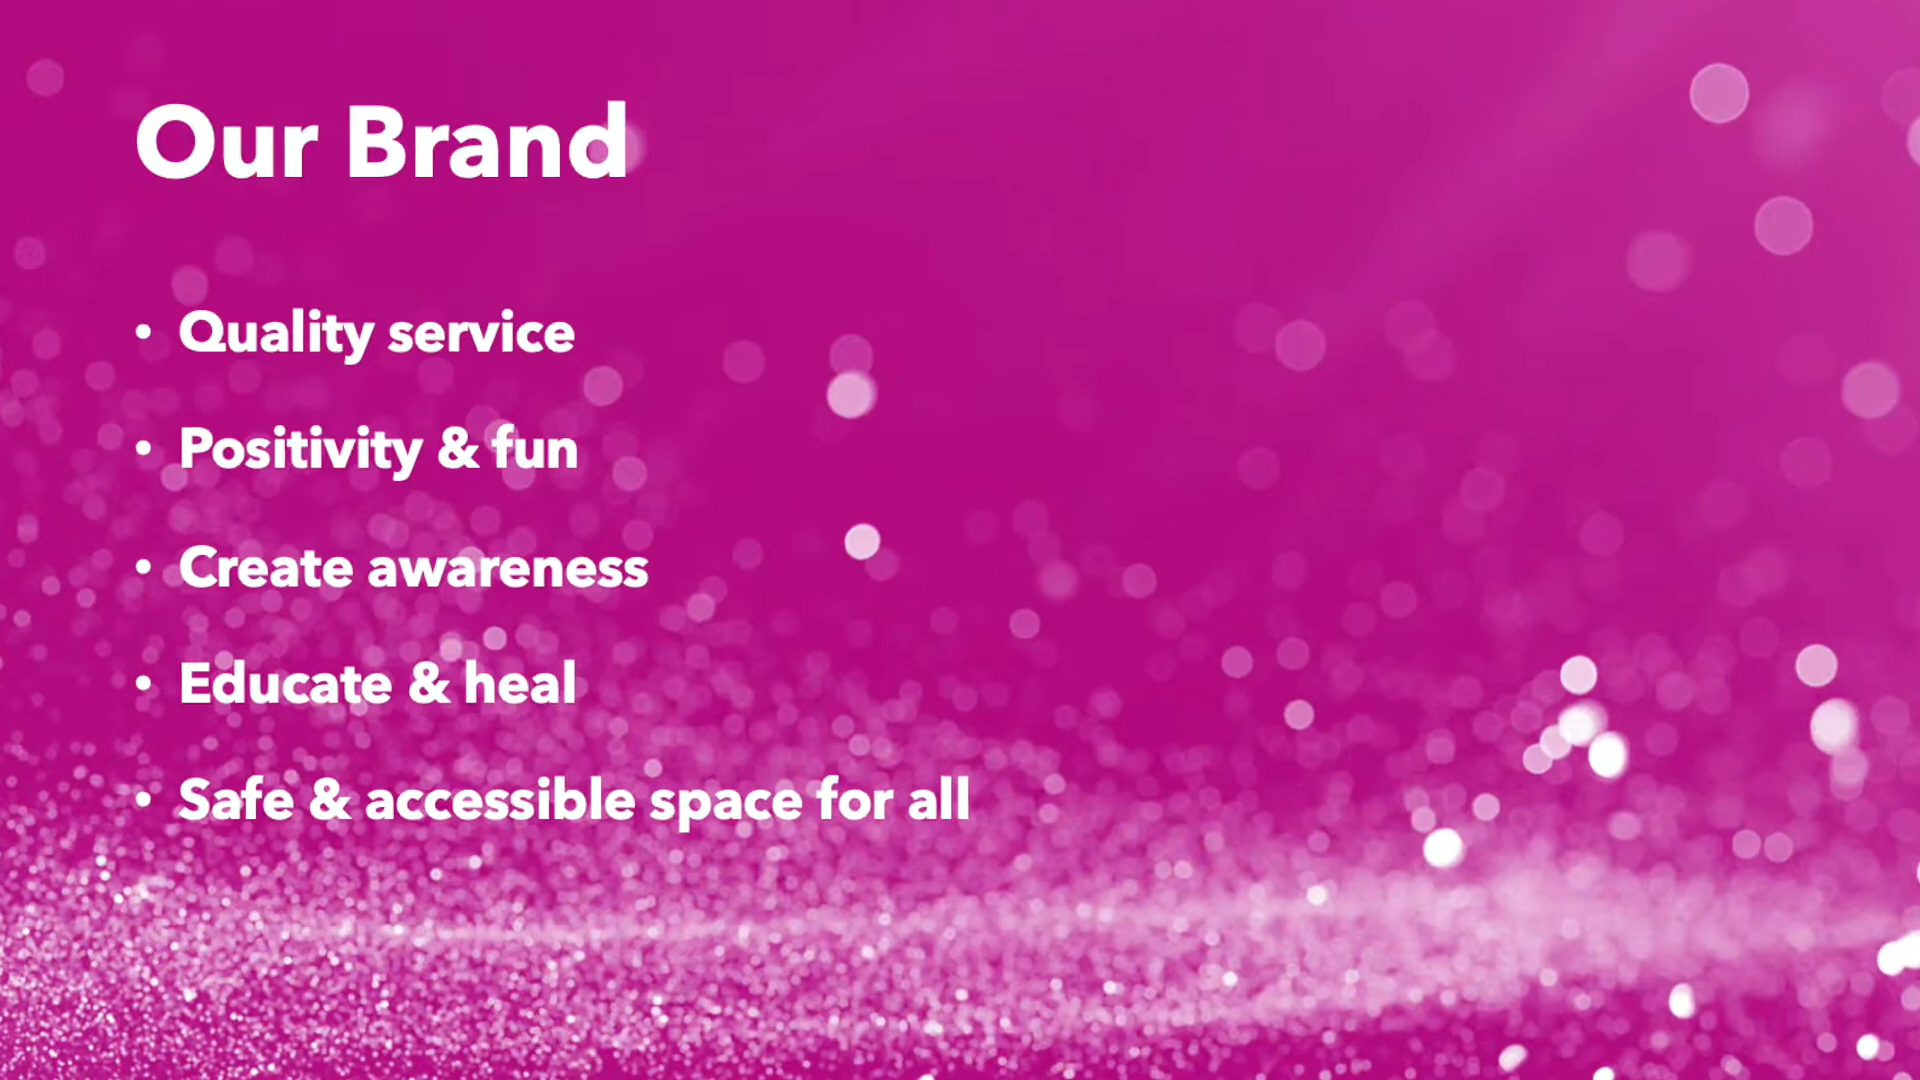 Our Brand
• Quality service
• Positivity & fun
• Create awareness
• Educate & heal
• Safe & accessible space for all